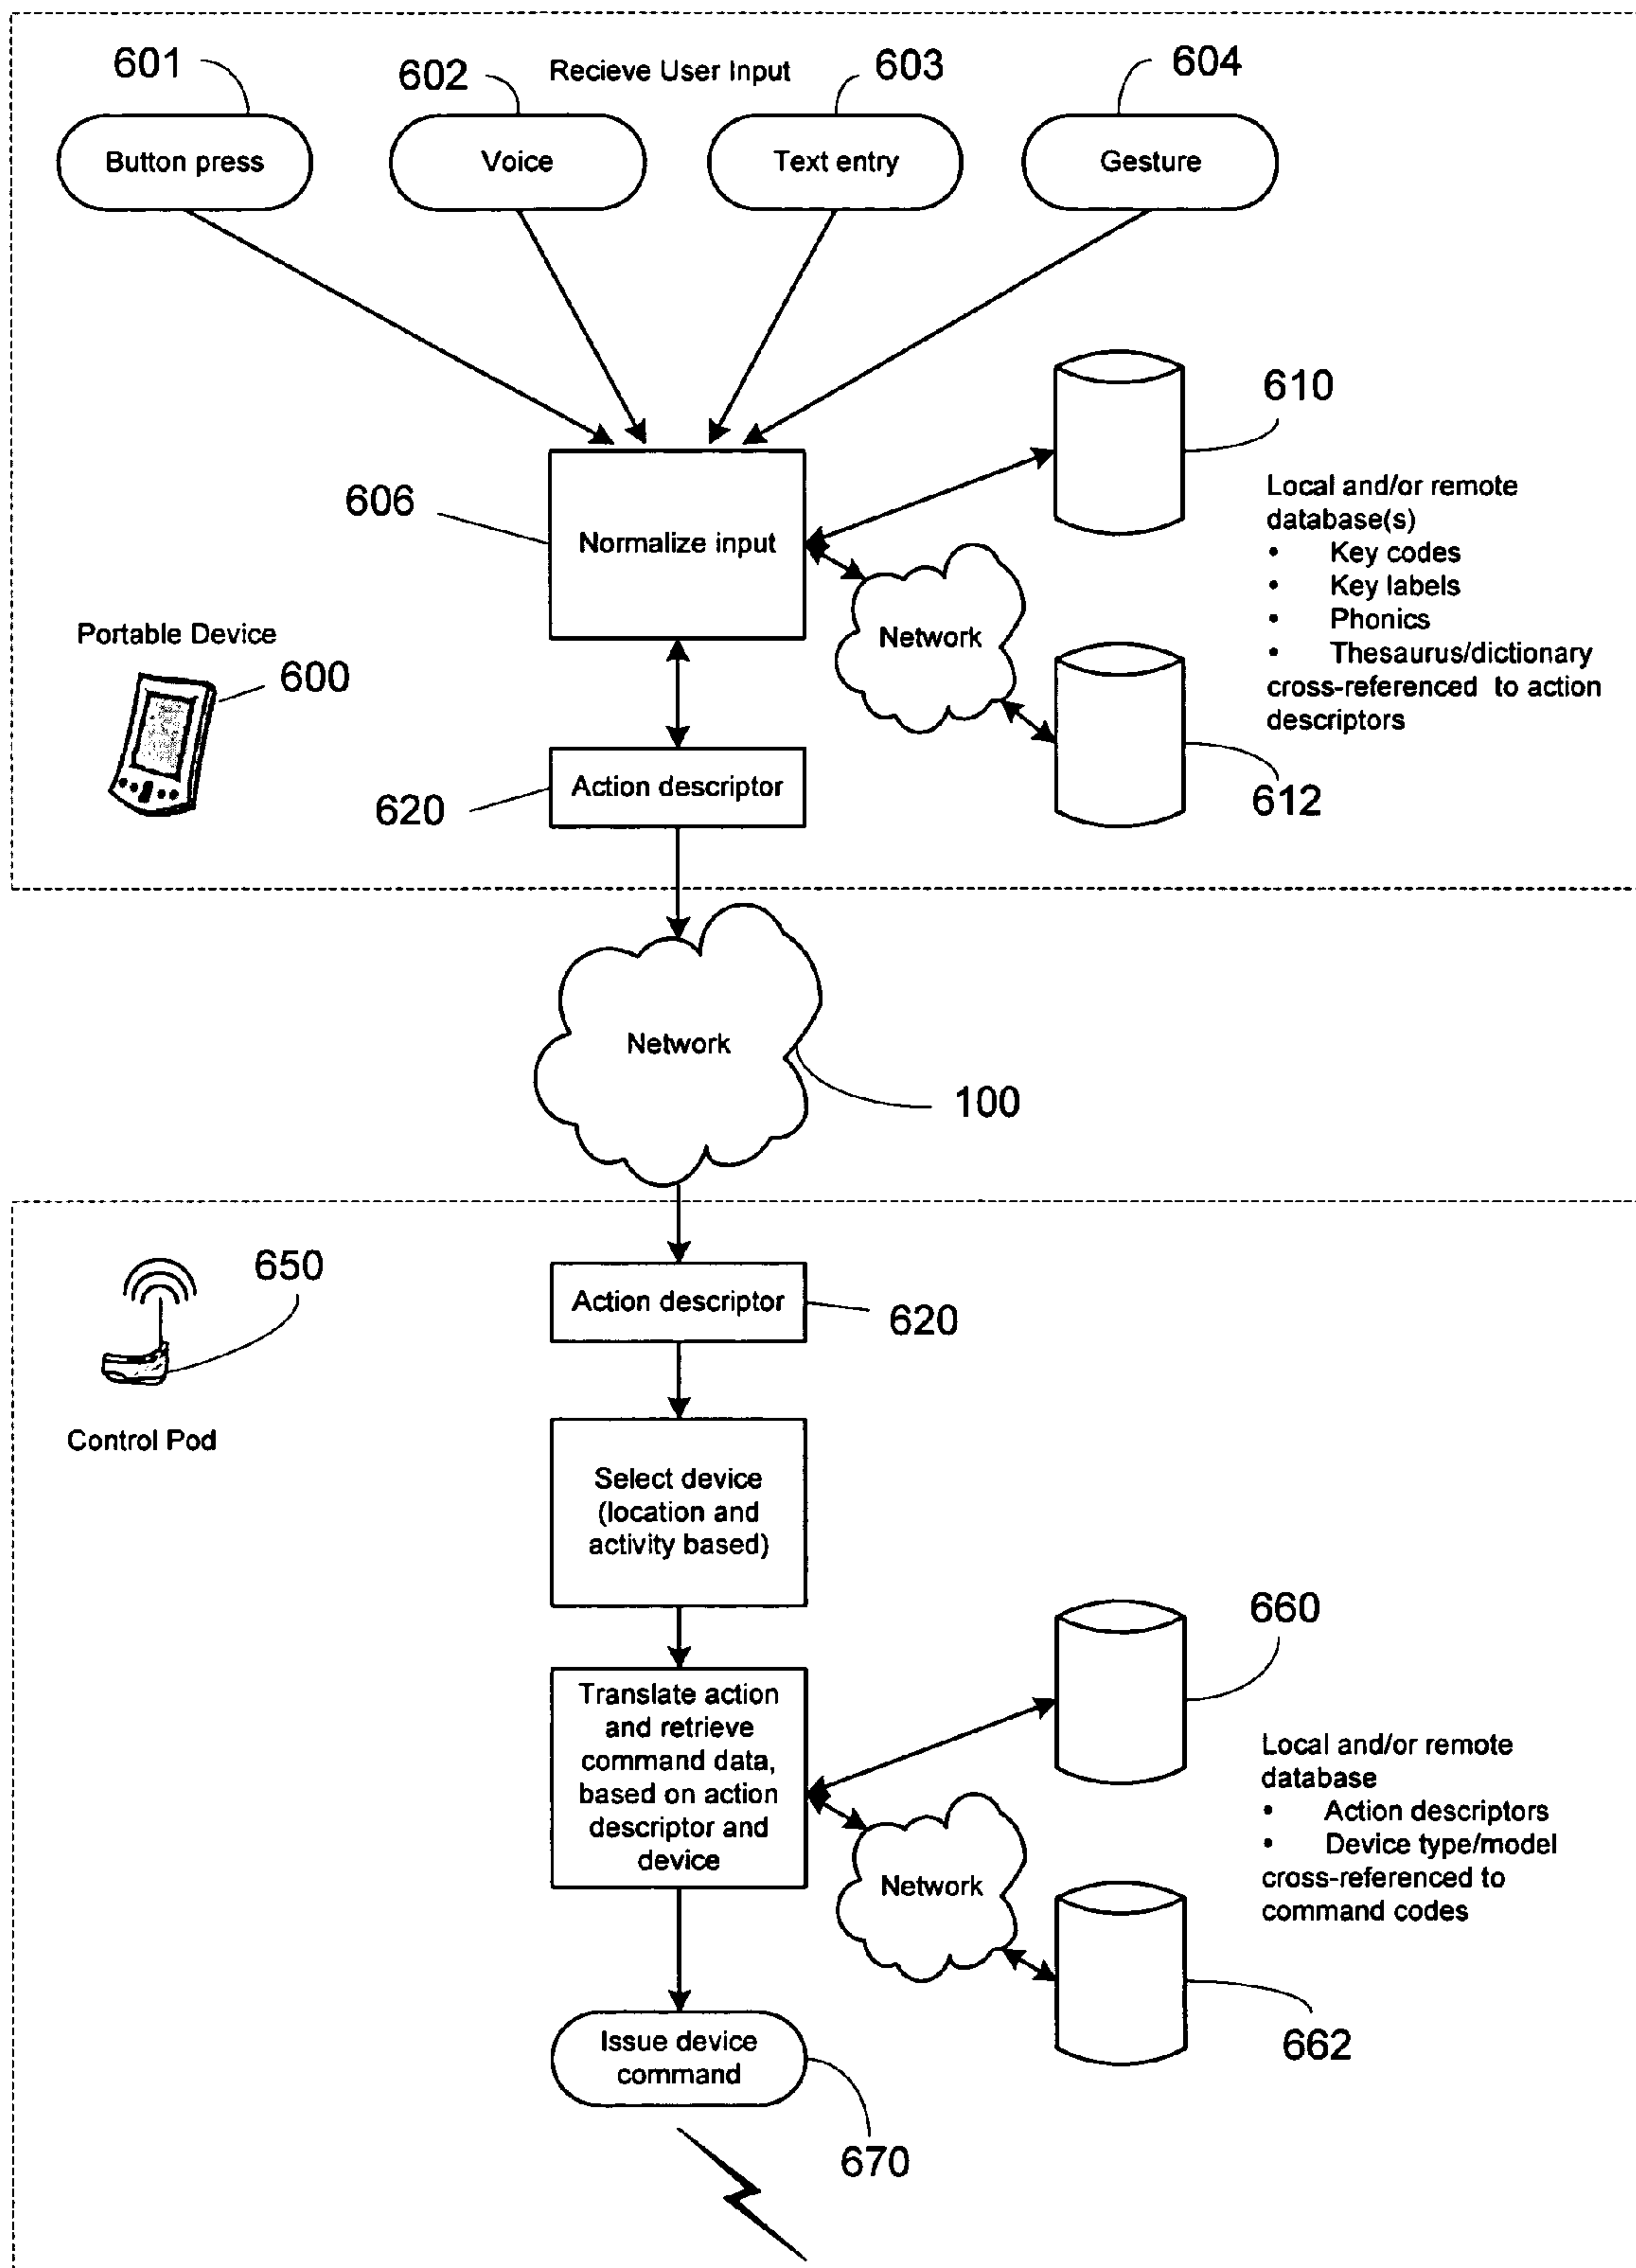 601
602
Recieve User Input
603
604
Button press
Voice
Text entry
Gesture
610
606
Normalize input
Local and/or remote
database(s)
• Key codes
• Key labels
• Phonics
• Thesaurus/dictionary
cross-referenced to action
descriptors
Network
Portable Device
600
620
Action descriptor
612
Network
100
650
Action descriptor
620
Control Pod
Select device
(location and
activity based)
660
Translate action
and retrieve
command data,
based on action
descriptor and
device
Local and/or remote
database
• Action descriptors
• Device type/model
cross-referenced to
command codes
Network
662
Issue device
command
670